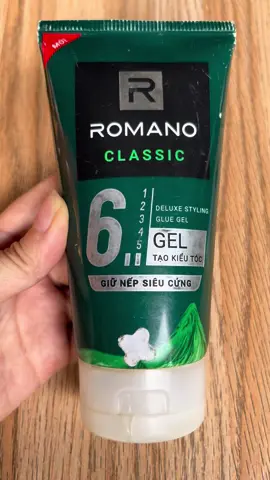 MỚI
R
ROMANO
CLASSIC
1
2
3
4
5
6
DELUXE STYLING
GLUE GEL
GEL
TẠO KIỂU TÓC
GIỮ NẾP SIÊU CỨNG